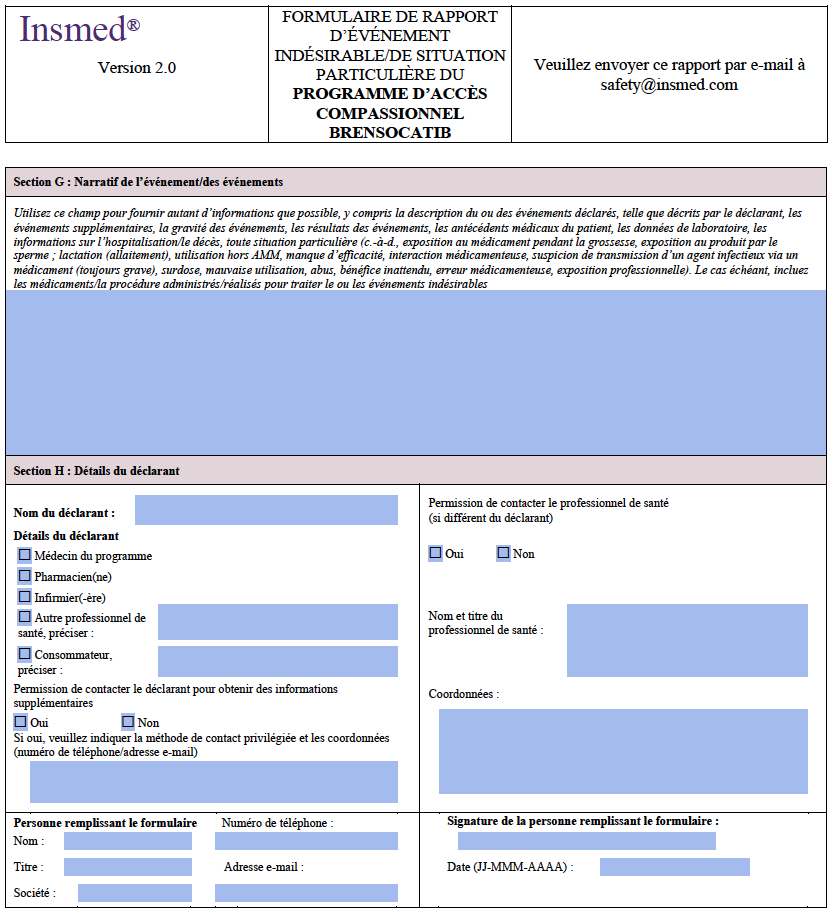 Insmed®
Version 2.0
FORMULAIRE DE RAPPORT
D’ÉVÉNEMENT
INDÉSIRABLE/DE SITUATION
PARTICULIÈRE DU
PROGRAMME D’ACCÈS
COMPASSIONNEL
BRENSOCATIB
Veuillez envoyer ce rapport par e-mail à
safety@insmed.com
Section G : Narratif de l’événement/des événements
Utilisez ce champ pour fournir autant d’informations que possible, y compris la description du ou des événements déclarés, telle que décrits par le déclarant, les
événements supplémentaires, la gravité des événements, les résultats des événements, les antécédents médicaux du patient, les données de laboratoire, les
informations sur l’hospitalisation/le décès, toute situation particulière (c.-à-d., exposition au médicament pendant la grossesse, exposition au produit par le
sperme ; lactation (allaitement), utilisation hors AMM, manque d’efficacité, interaction médicamenteuse, suspicion de transmission d’un agent infectieux via un
médicament (toujours grave), surdose, mauvaise utilisation, abus, bénéfice inattendu, erreur médicamenteuse, exposition professionnelle). Le cas échéant, incluez
les médicaments/la procédure administrés/réalisés pour traiter le ou les événements indésirables
Section H : Détails du déclarant
Nom du déclarant :
Détails du déclarant
Médecin du programme
Pharmacien(ne)
Infirmier(-ère)
Autre professionnel de
santé, préciser :
Consommateur,
préciser :
Permission de contacter le déclarant pour obtenir des informations
supplémentaires
Oui Non
Si oui, veuillez indiquer la méthode de contact privilégiée et les coordonnées
(numéro de téléphone/adresse e-mail)
Permission de contacter le professionnel de santé
(si différent du déclarant)
Oui Non
Nom et titre du
professionnel de santé :
Coordonnées :
Personne remplissant le formulaire Numéro de téléphone :
Nom :
Titre : Adresse e-mail :
Société :
Signature de la personne remplissant le formulaire :
Date (JJ-MMM-AAAA) :